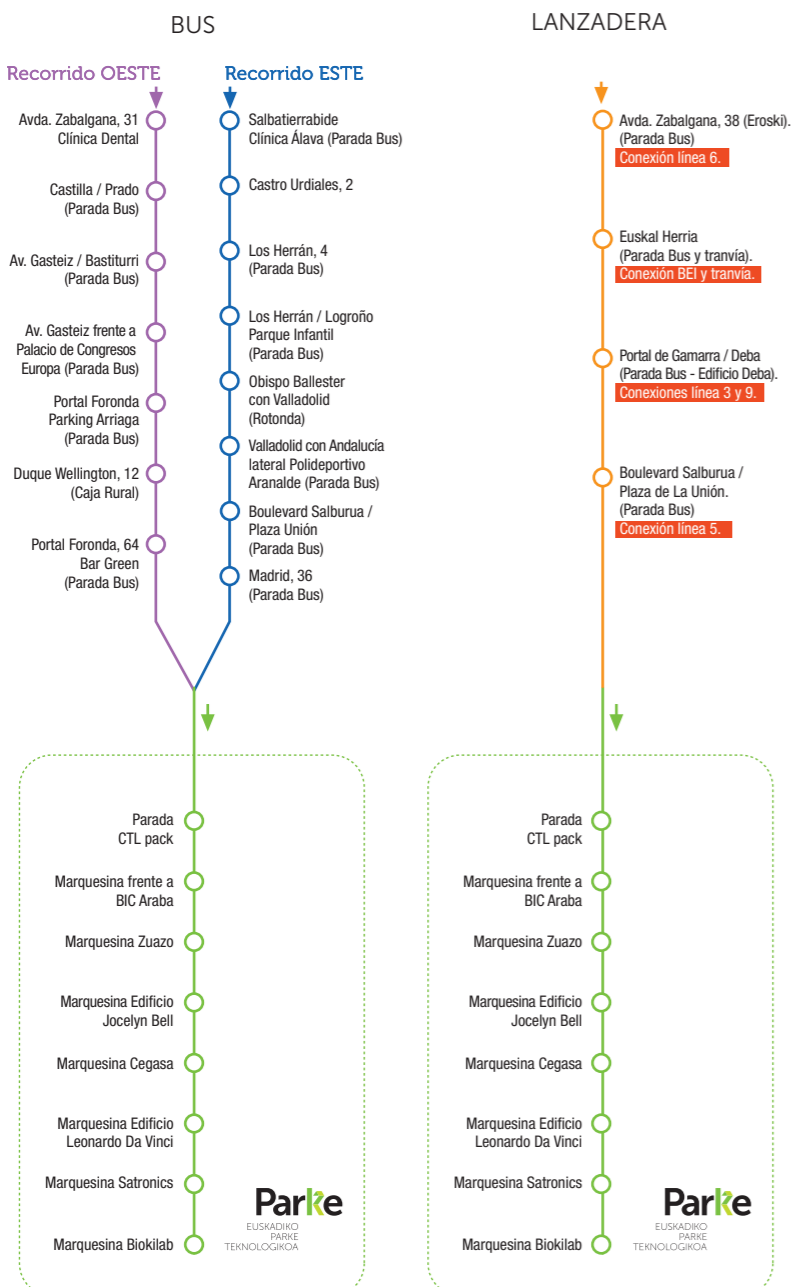 BUS
Recorrido OESTE
Avda. Zabalgana, 31
Clínica Dental
Castilla / Prado
(Parada Bus)
Av. Gasteiz / Bastiturri
(Parada Bus)
Av. Gasteiz frente a
Palacio de Congresos
Europa (Parada Bus)
Portal Foronda
Parking Arriaga
(Parada Bus)
Duque Wellington, 12
(Caja Rural)
Portal Foronda, 64
Bar Green
(Parada Bus)
Recorrido ESTE
Salbatierrabide
Clínica Álava (Parada Bus)
Castro Urdiales, 2
Los Herrán, 4
(Parada Bus)
Los Herrán / Logroño
Parque Infantil
(Parada Bus)
Obispo Ballester
con Valladolid
(Rotonda)
Valladolid con Andalucía
lateral Polideportivo
Aranalde (Parada Bus)
Boulevard Salburua /
Plaza Unión
(Parada Bus)
Madrid, 36
(Parada Bus)
Parada
CTL pack
Marquesina frente a
BIC Araba
Marquesina Zuazo
Marquesina Edificio
Jocelyn Bell
Marquesina Cegasa
Marquesina Edificio
Leonardo Da Vinci
Marquesina Satronics
Marquesina Biokilab
Parke
EUSKADIKO
PARKE
TEKNOLOGIKOA
LANZADERA
Avda. Zabalgana, 38 (Eroski).
(Parada Bus)
Conexión línea 6.
Euskal Herria
(Parada Bus y tranvía).
Conexión BEI y tranvía.
Portal de Gamarra / Deba
(Parada Bus - Edificio Deba).
Conexiones línea 3 y 9.
Boulevard Salburua /
Plaza de La Unión.
(Parada Bus)
Conexión línea 5.
Parada
CTL pack
Marquesina frente a
BIC Araba
Marquesina Zuazo
Marquesina Edificio
Jocelyn Bell
Marquesina Cegasa
Marquesina Edificio
Leonardo Da Vinci
Marquesina Satronics
Marquesina Biokilab
Parke
EUSKADIKO
PARKE
TEKNOLOGIKOA